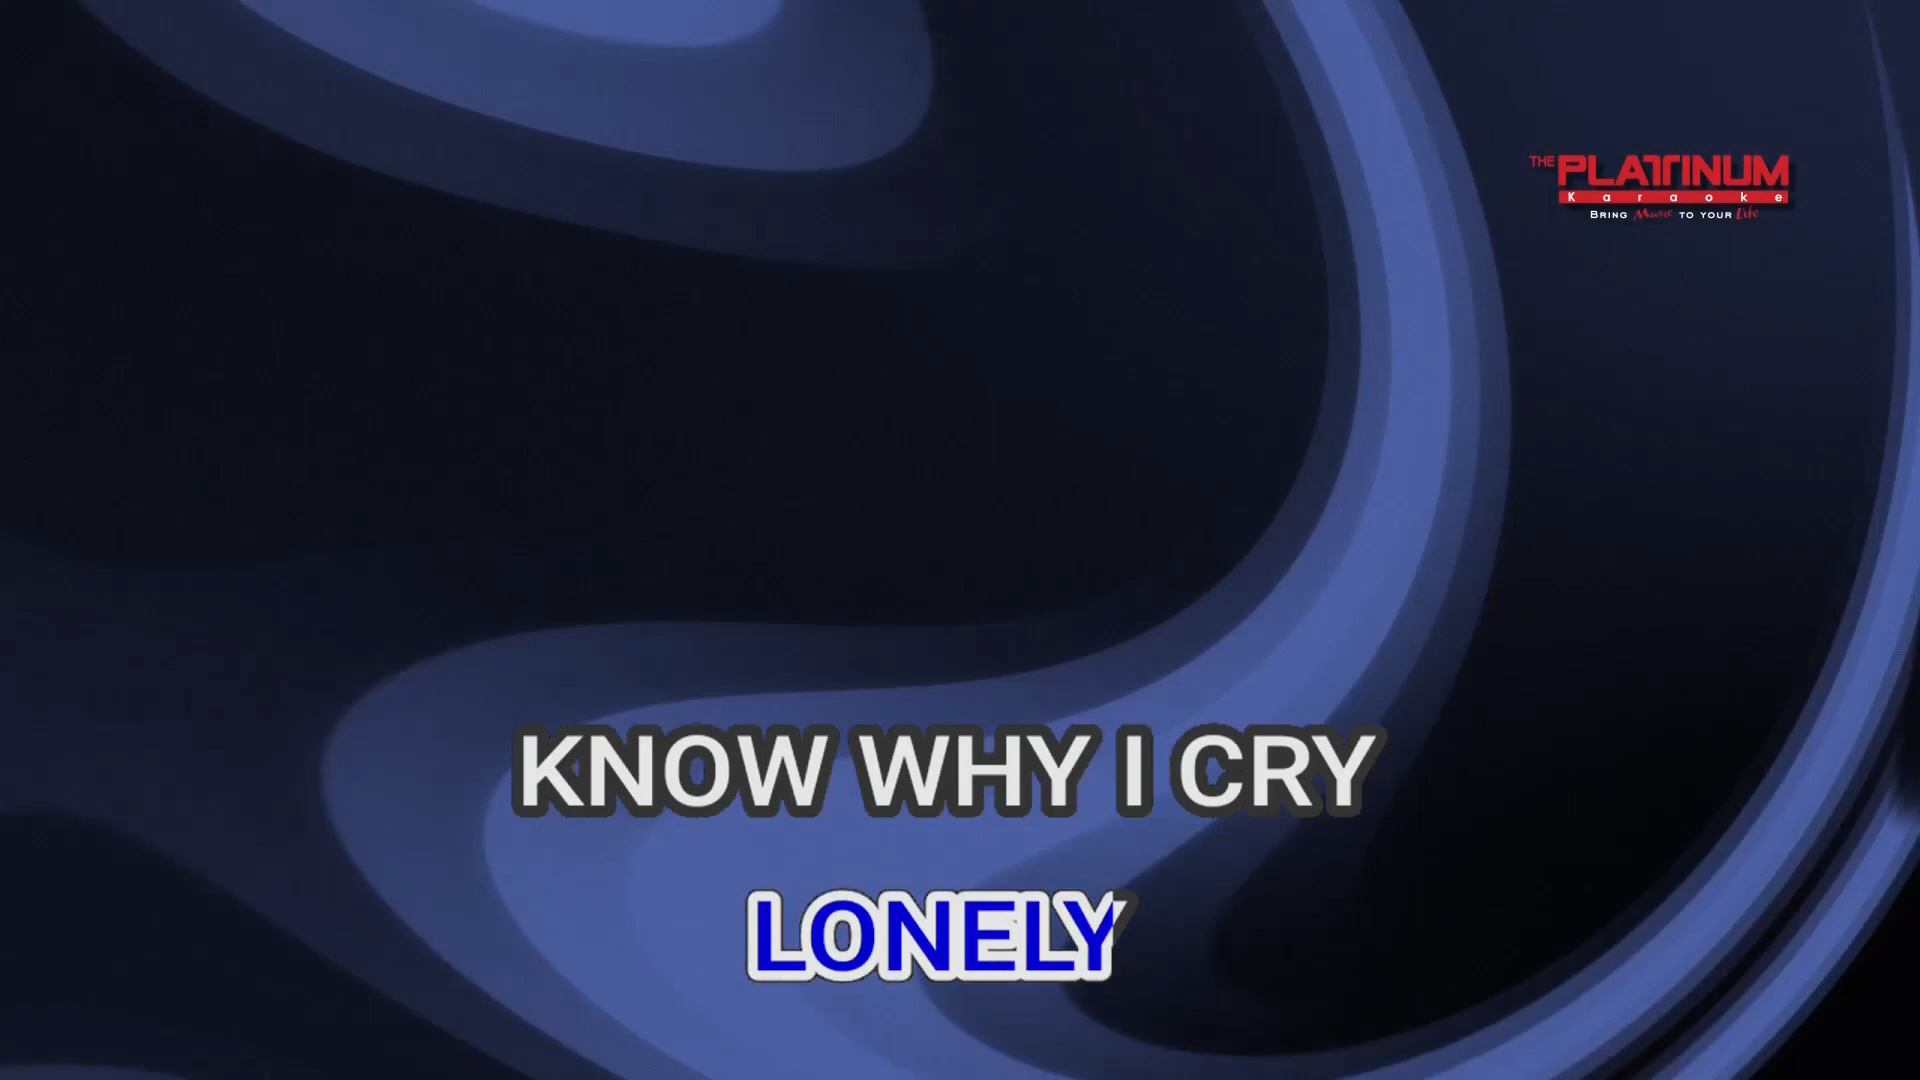 THE PLATINUM
Karaoke
BRING Music TO YOUR Life
KNOW WHY I CRY
LONELY